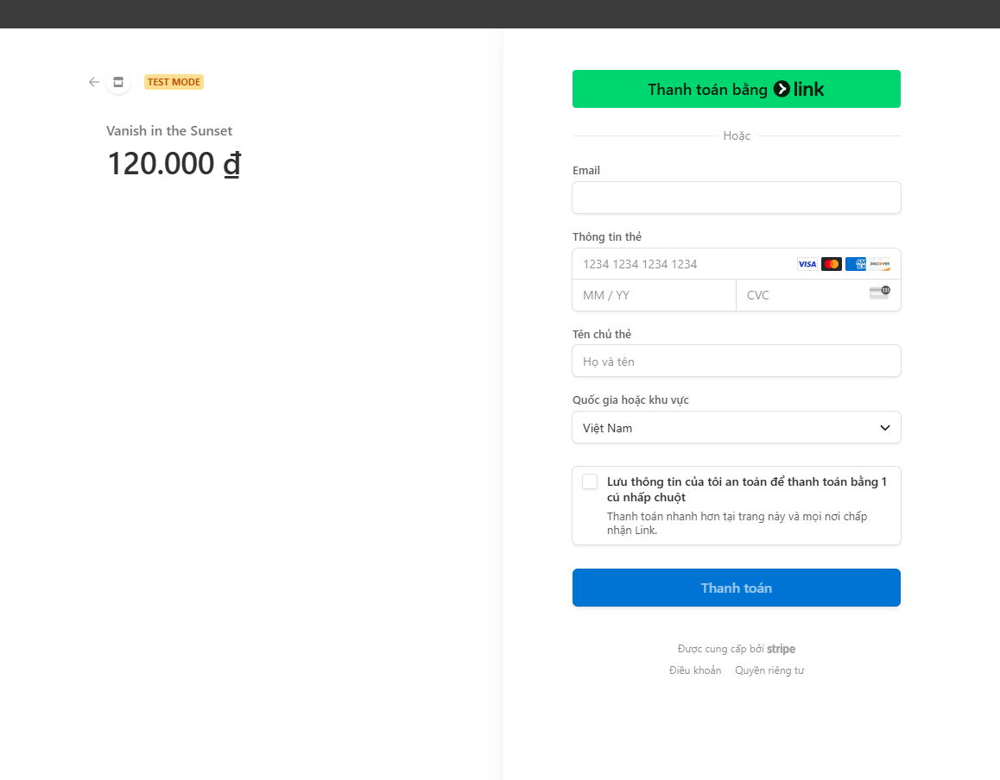 TEST MODE
Vanish in the Sunset
120.000 ₫
Thanh toán bằng link
Hoặc
Email
Thông tin thẻ
1234 1234 1234 1234
VISA
AM
EX
DISCOVER
MM / YY
CVC
135
Tên chủ thẻ
Họ và tên
Quốc gia hoặc khu vực
Việt Nam
Lưu thông tin của tôi an toàn để thanh toán bằng 1
cú nhấp chuột
Thanh toán nhanh hơn tại trang này và mọi nơi chấp
nhận Link.
Thanh toán
Được cung cấp bởi stripe
Điều khoản Quyền riêng tư